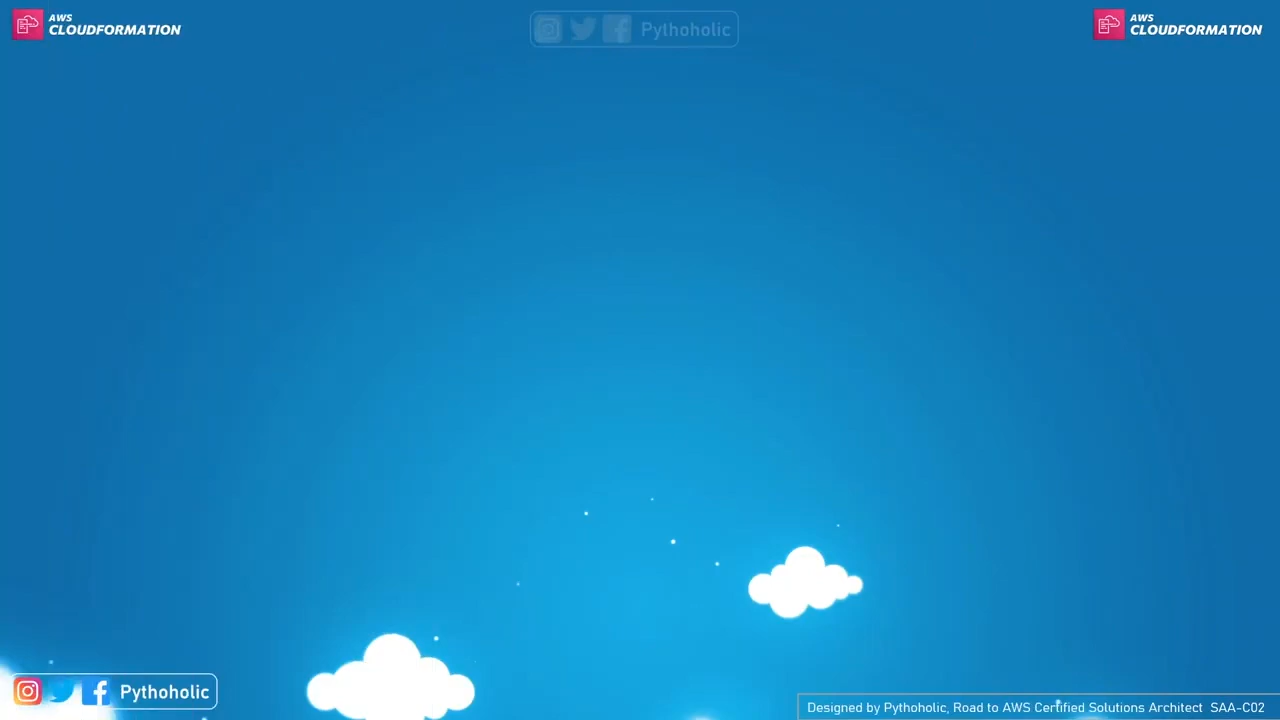 AWS
CLOUDFORMATION
Pythoholic
AWS
CLOUDFORMATION
Pythoholic
Designed by Pythoholic, Road to AWS Certified Solutions Architect SAA-C02